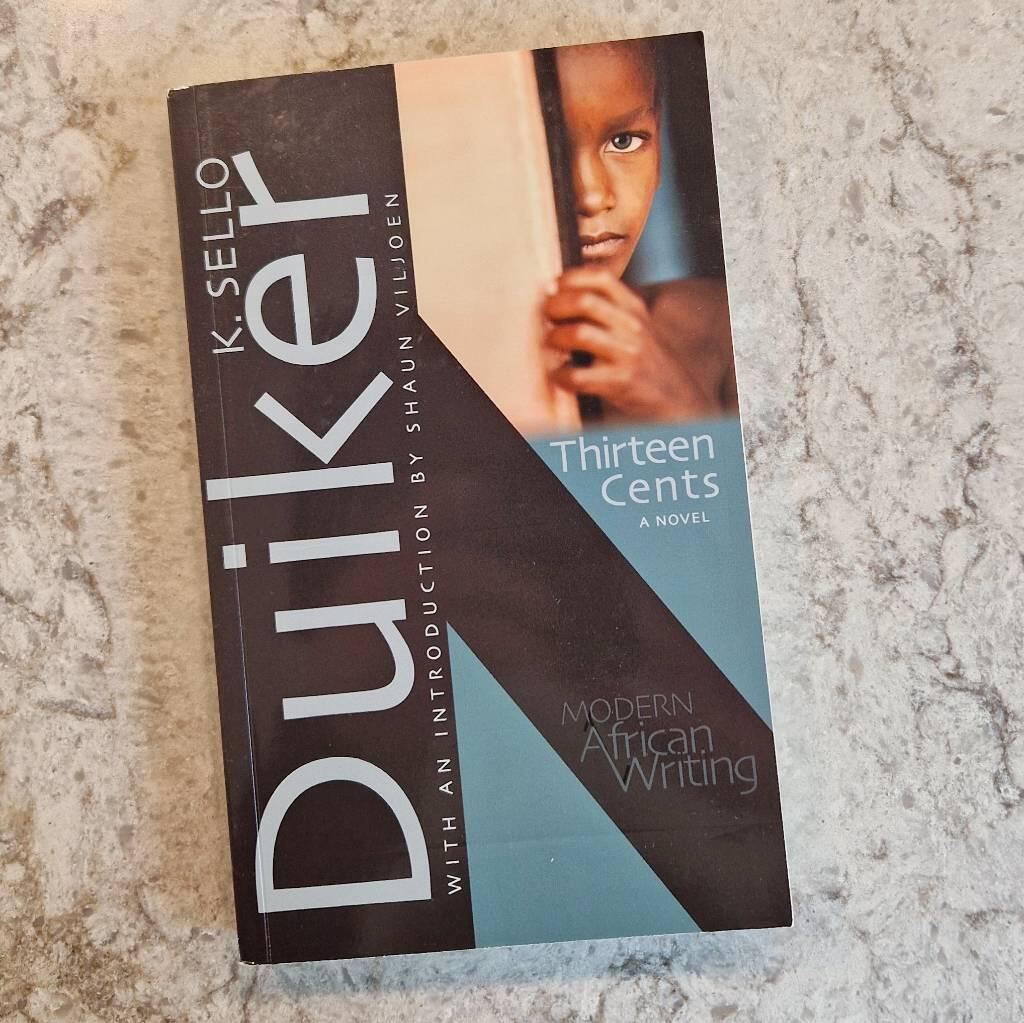 K. SELLO
Duiker
WITH AN INTRODUCTION BY SHAUN VILJOEN
Thirteen
Cents
A NOVEL
MODERN
African
Writing